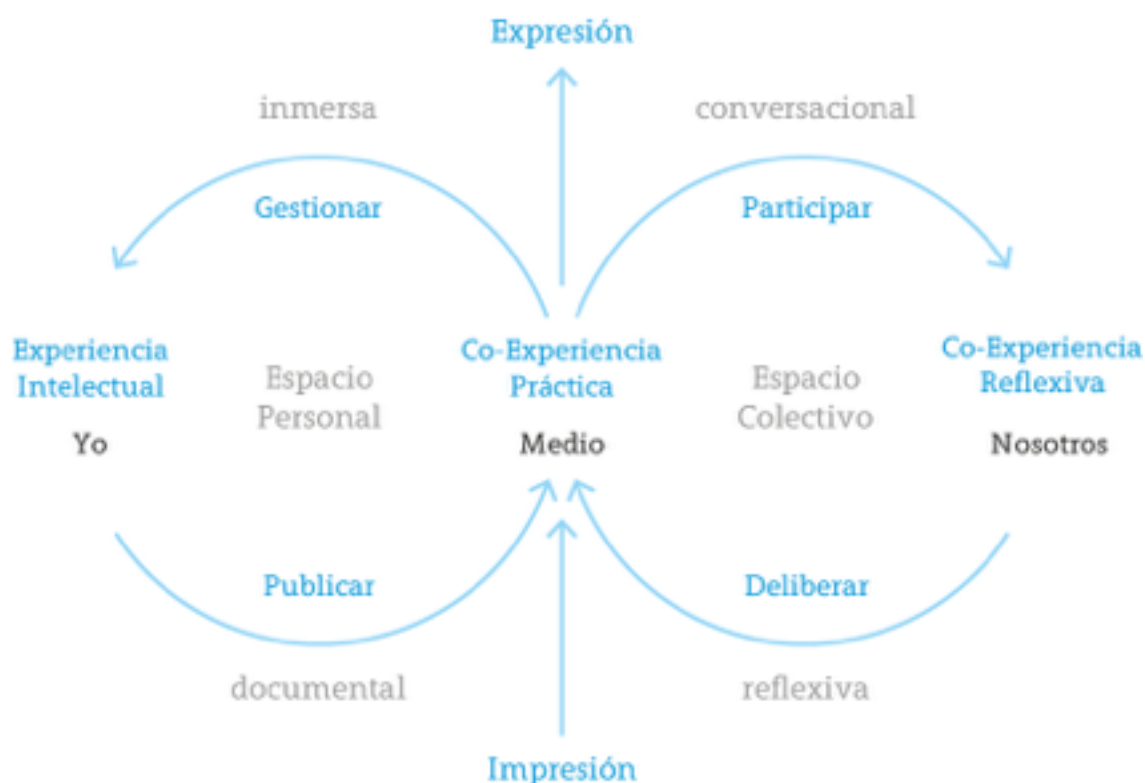 Expresión
inmersa
conversacional
Gestionar
Participar
Experiencia
Intelectual
Yo
Espacio
Personal
Co-Experiencia
Práctica
Medio
Espacio
Colectivo
Co-Experiencia
Reflexiva
Nosotros
Publicar
Deliberar
documental
reflexiva
Impresión